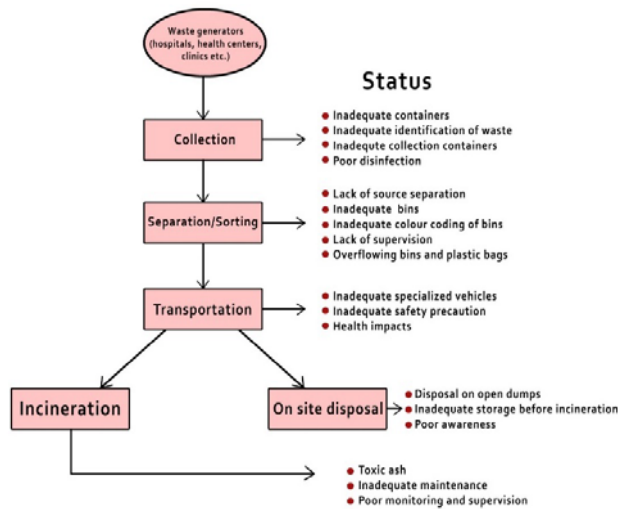 Waste generators
(hospitals, health centers,
clinics etc.)
Status
Collection
Inadequate containers
Inadequate identification of waste
Inadequte collection containers
Poor disinfection
Separation/Sorting
Lack of source separation
Inadequate bins
Inadequate colour coding of bins
Lack of supervision
Overflowing bins and plastic bags
Transportation
Inadequate specialized vehicles
Inadequate safety precaution
Health impacts
Incineration
On site disposal
Disposal on open dumps
Inadequate storage before incineration
Poor awareness
Toxic ash
Inadequate maintenance
Poor monitoring and supervision